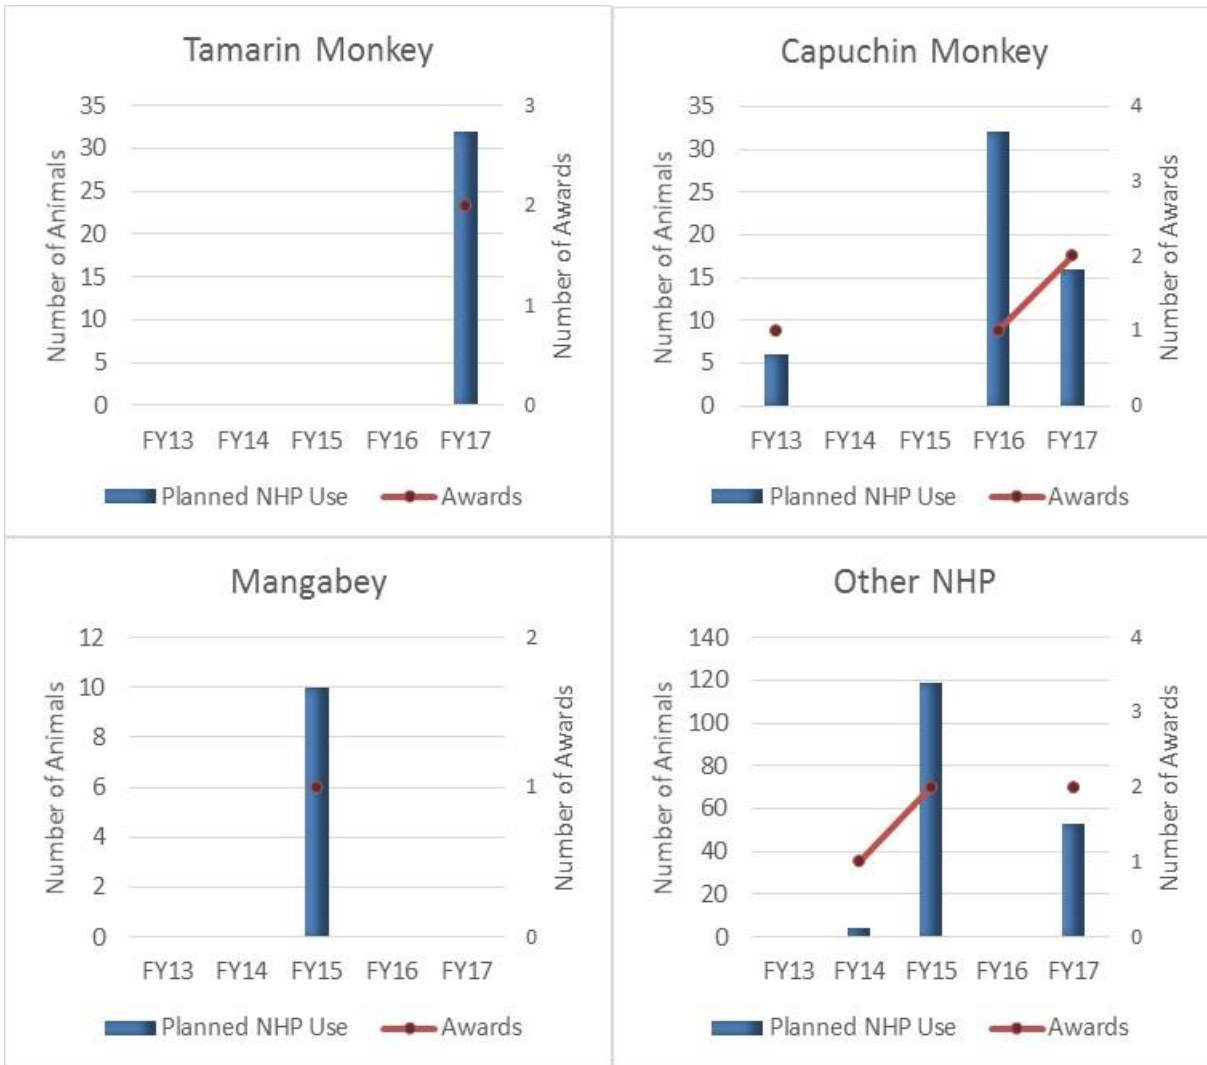 Tamarin Monkey
Number of Animals
35
30
25
20
15
10
5
0
3
2
1
0
Number of Awards
FY13 FY14 FY15 FY16 FY17
Planned NHP Use Awards
Capuchin Monkey
Number of Animals
35
30
25
20
15
10
5
0
4
3
2
1
0
Number of Awards
FY13 FY14 FY15 FY16 FY17
Planned NHP Use Awards
Mangabey
Number of Animals
12
10
8
6
4
2
0
2
1
0
Number of Awards
FY13 FY14 FY15 FY16 FY17
Planned NHP Use Awards
Other NHP
Number of Animals
140
120
100
80
60
40
20
0
4
3
2
1
0
Number of Awards
FY13 FY14 FY15 FY16 FY17
Planned NHP Use Awards